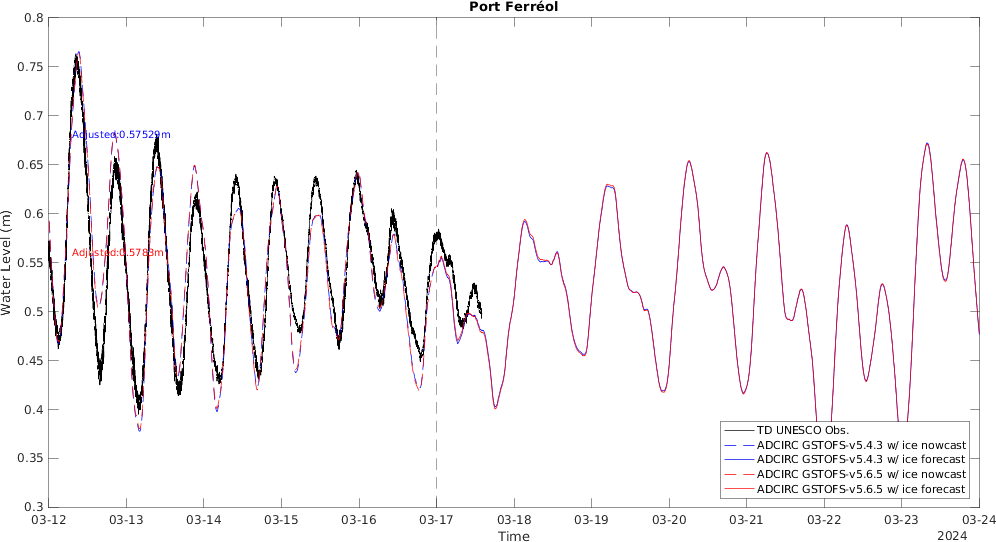 Port Ferréol
Water Level (m)
0.8
0.75
0.7
0.65
0.6
0.55
0.5
0.45
0.4
0.35
0.3
Adjusted:0.57529m
Adjusted:0.5783m
TD UNESCO Obs.
ADCIRC GSTOFS-v5.4.3 w/ ice nowcast
ADCIRC GSTOFS-v5.4.3 w/ ice forecast
ADCIRC GSTOFS-v5.6.5 w/ ice nowcast
ADCIRC GSTOFS-v5.6.5 w/ ice forecast
03-12 03-13 03-14 03-15 03-16 03-17 03-18 03-19 03-20 03-21 03-22 03-23 03-24
Time
2024